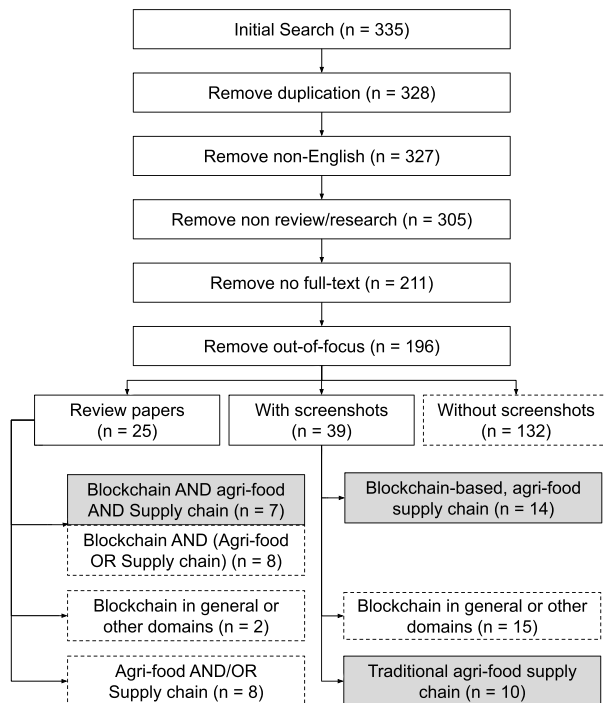 Initial Search (n = 335)
Remove duplication (n = 328)
Remove non-English (n = 327)
Remove non review/research (n = 305)
Remove no full-text (n = 211)
Remove out-of-focus (n = 196)
Review papers
(n = 25)
With screenshots
(n = 39)
Without screenshots
(n = 132)
Blockchain AND agri-food
AND Supply chain (n = 7)
Blockchain AND (Agri-food
OR Supply chain) (n = 8)
Blockchain in general or
other domains (n = 2)
Agri-food AND/OR
Supply chain (n = 8)
Blockchain-based, agri-food
supply chain (n = 14)
Blockchain in general or other
domains (n = 15)
Traditional agri-food supply
chain (n = 10)